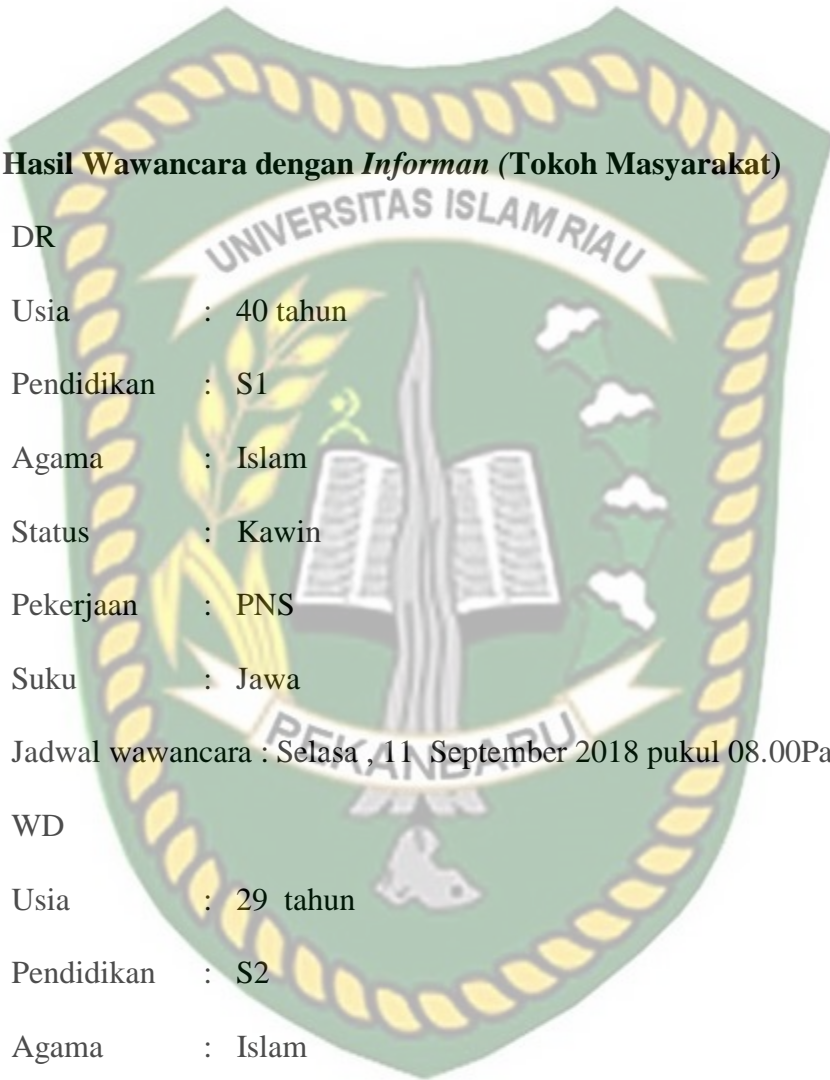 Hasil Wawancara dengan Informan (Tokoh Masyarakat)
UNIVERSITAS ISLAM RIAU
DR
Usia : 40 tahun
Pendidikan : S1
Agama : Islam
Status : Kawin
Pekerjaan : PNS
Suku : Jawa
PEKANBARU
Jadwal wawancara : Selasa , 11 September 2018 pukul 08.00Pa
WD
Usia : 29 tahun
Pendidikan : S2
Agama : Islam